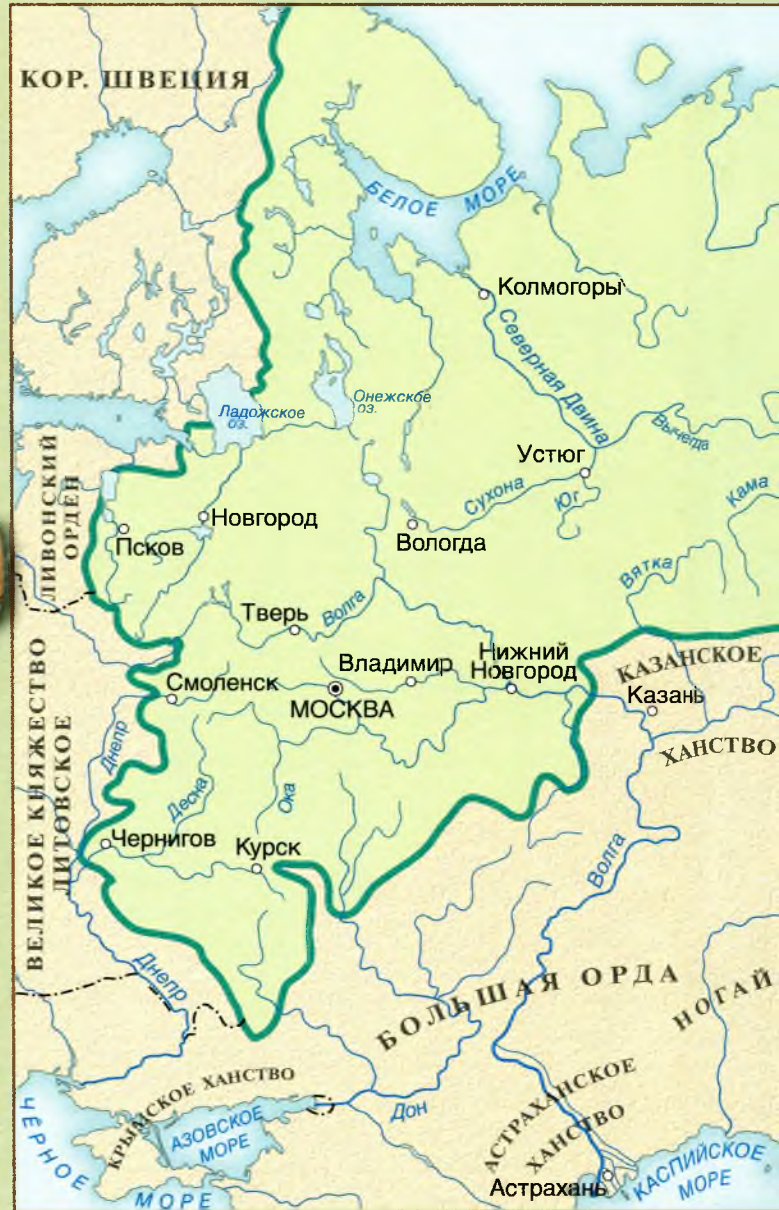 КОР. ШВЕЦИЯ
БЕЛОЕ МОРЕ
Колмогоры
Северная Двина
Ладожское
оз.
Онежское
оз.
Вычегда
Устюг
Сухона
Юг
Кама
ЛИВОНСКИЙ
ОРДЕН
Новгород
Псков
Вологда
Вятка
Тверь
Волга
Нижний
Новгород
Владимир
КАЗАНСКОЕ
Смоленск
МОСКВА
Казань
ХАНСТВО
Днепр
ВЕЛИКОЕ КНЯЖЕСТВО
ЛИТОВСКОЕ
Десна
Ока
Чернигов
Курск
Волга
Днепр
БОЛЬШАЯ ОРДА
НОГАЙ
КРЫМСКОЕ ХАНСТВО
АСТРАХАНСКОЕ
ХАНСТВО
Дон
АЗОВСКОЕ
МОРЕ
ЧЁРНОЕ
МОРЕ
Астрахань
КАСПИЙСКОЕ
МОРЕ